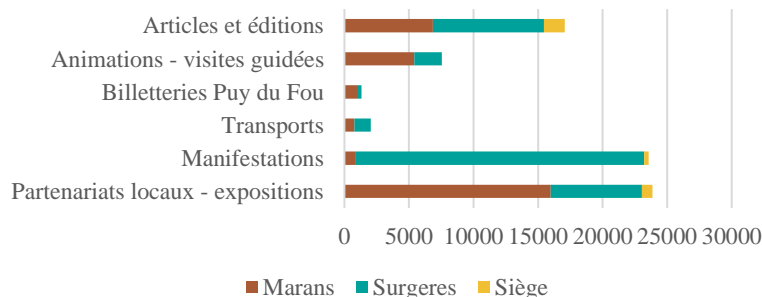 Articles et éditions
Animations - visites guidées
Billetteries Puy du Fou
Transports
Manifestations
Partenariats locaux - expositions
0 5000 10000 15000 20000 25000 30000
Marans Surgeres Siège